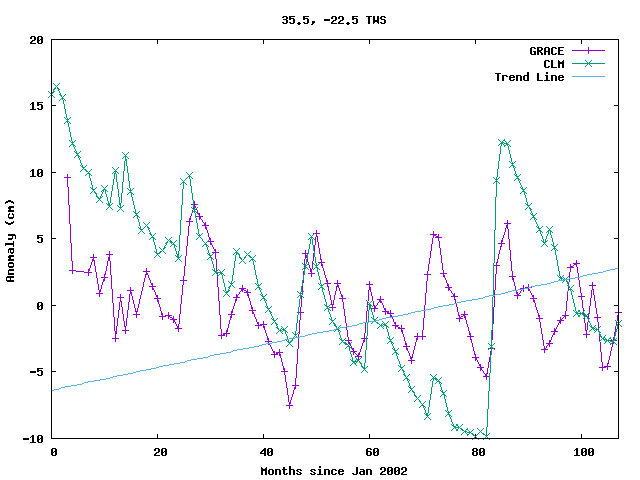 35.5, -22.5 TWS
20
GRACE
CLM
Trend Line
15
10
5
0
-5
-10
Anomaly (cm)
0 20 40 60 80 100
Months since Jan 2002